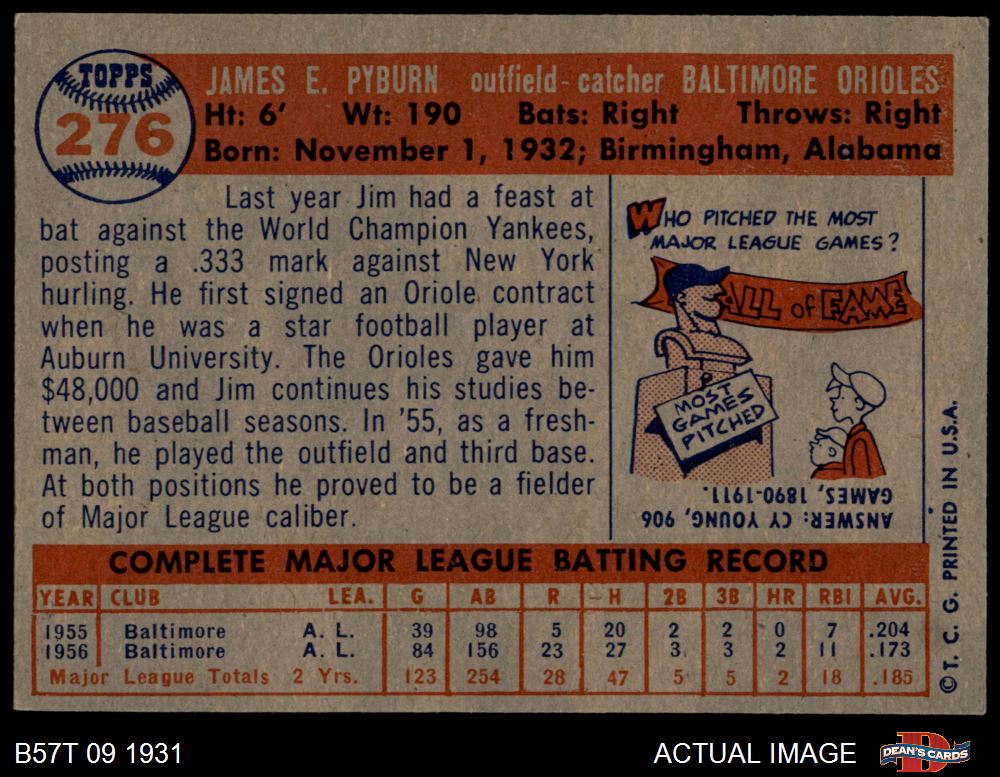 TOPPS
276
JAMES E. PYBURN outfield-catcher BALTIMORE ORIOLES
Ht: 6' Wt: 190 Bats: Right Throws: Right
Born: November 1, 1932; Birmingham, Alabama
Last year Jim had a feast at
bat against the World Champion Yankees,
posting a .333 mark against New York
hurling. He first signed an Oriole contract
when he was a star football player at
Auburn University. The Orioles gave him
$48,000 and Jim continues his studies be-
tween baseball seasons. In '55, as a fresh-
man, he played the outfield and third base.
At both positions he proved to be a fielder
of Major League caliber.
WHO PITCHED THE MOST
MAJOR LEAGUE GAMES?
ALL of FAME
MOST
GAMES
PITCHED
ANSWER: CY YOUNG, 906
GAMES, 1890-1911.
COMPLETE MAJOR LEAGUE BATTING RECORD
YEAR CLUB LEA. G AB R H 2B 3B HR RBI AVG.
1955 Baltimore A. L. 39 98 5 20 2 2 0 7 .204
1956 Baltimore A. L. 84 156 23 27 3 3 2 11 .173
Major League Totals 2 Yrs. 123 254 28 47 5 5 2 18 .185
© T. C. G. PRINTED IN U.S.A.
B57T 09 1931
ACTUAL IMAGE
DEAN'S CARDS